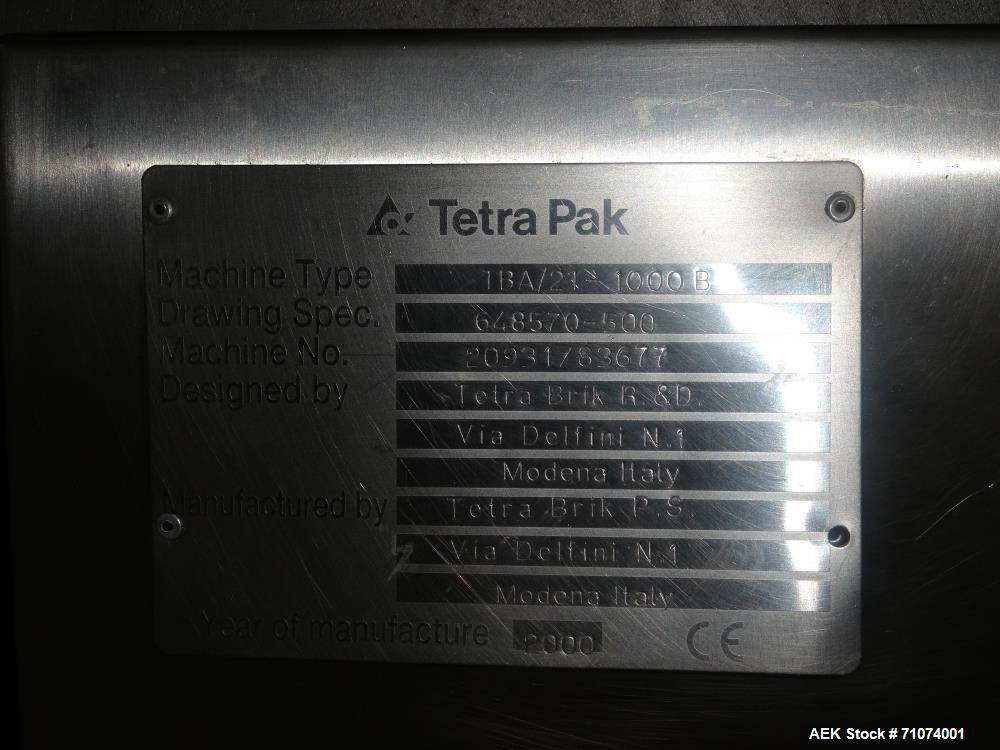 Tetra Pak
Machine Type TBA/21 1000 B
Drawing Spec. 648570-500
Machine No. 20931/83677
Designed by Tetra Brik R.&D.
Via Delfini N.1
Modena Italy
Manufactured by Tetra Brik P.S.
Via Delfini N.1
Modena Italy
Year of manufacture 2000 CE
AEK Stock # 71074001